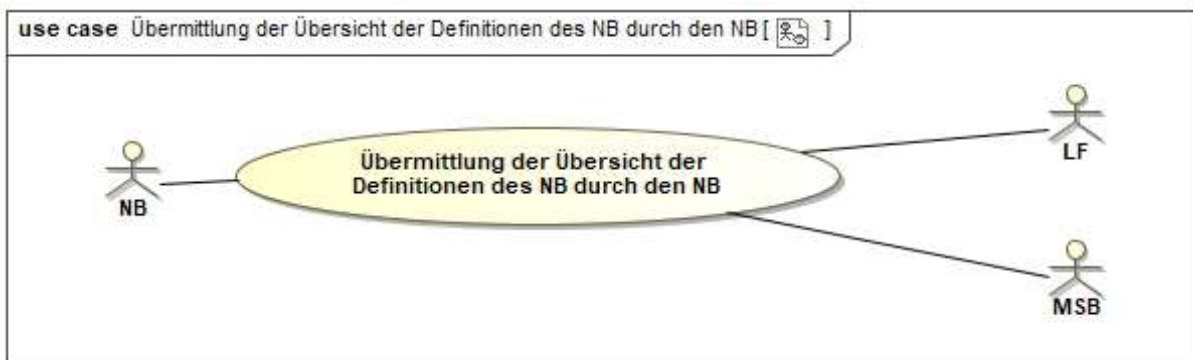 use case Übermittlung der Übersicht der Definitionen des NB durch den NB [ ]
LF
Übermittlung der Übersicht der
Definitionen des NB durch den NB
NB
MSB